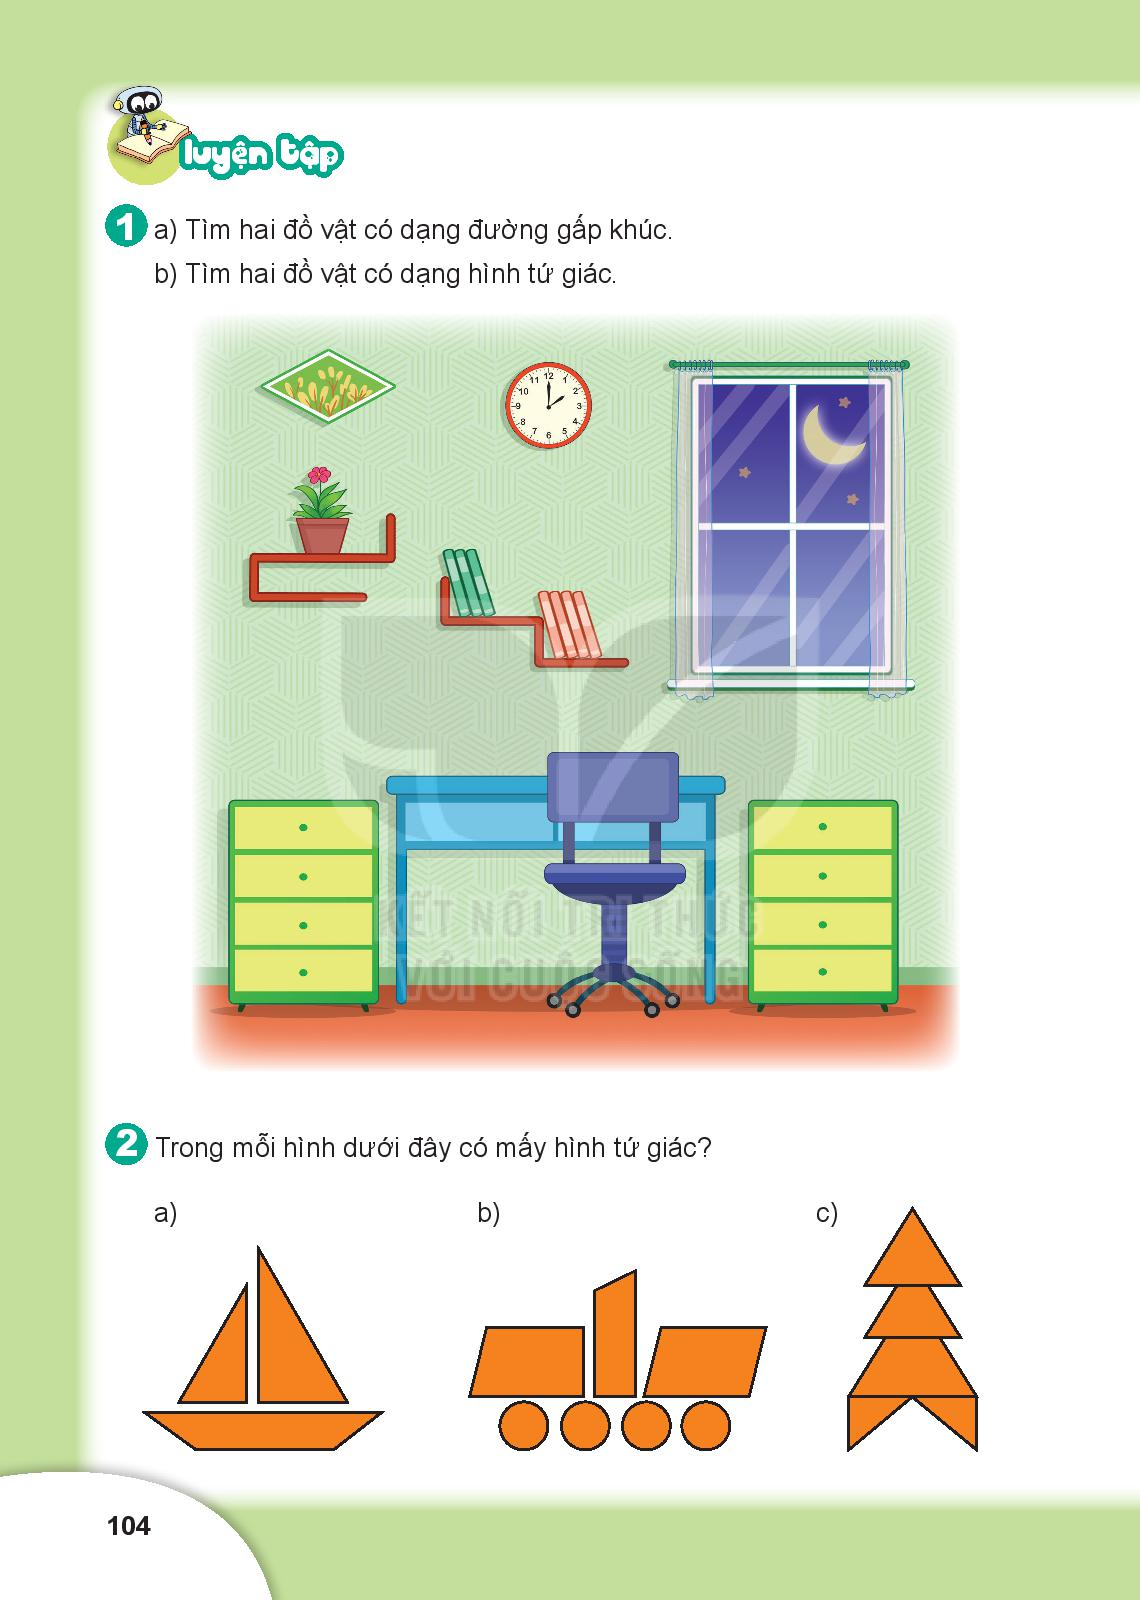 luyện tập
1 a) Tìm hai đồ vật có dạng đường gấp khúc.
b) Tìm hai đồ vật có dạng hình tứ giác.
12
11 1
10 2
9 3
8 4
7 5
6
KẾT NỐI TRI THỨC
VỚI CUỘC SỐNG
2 Trong mỗi hình dưới đây có mấy hình tứ giác?
a) b) c)
104